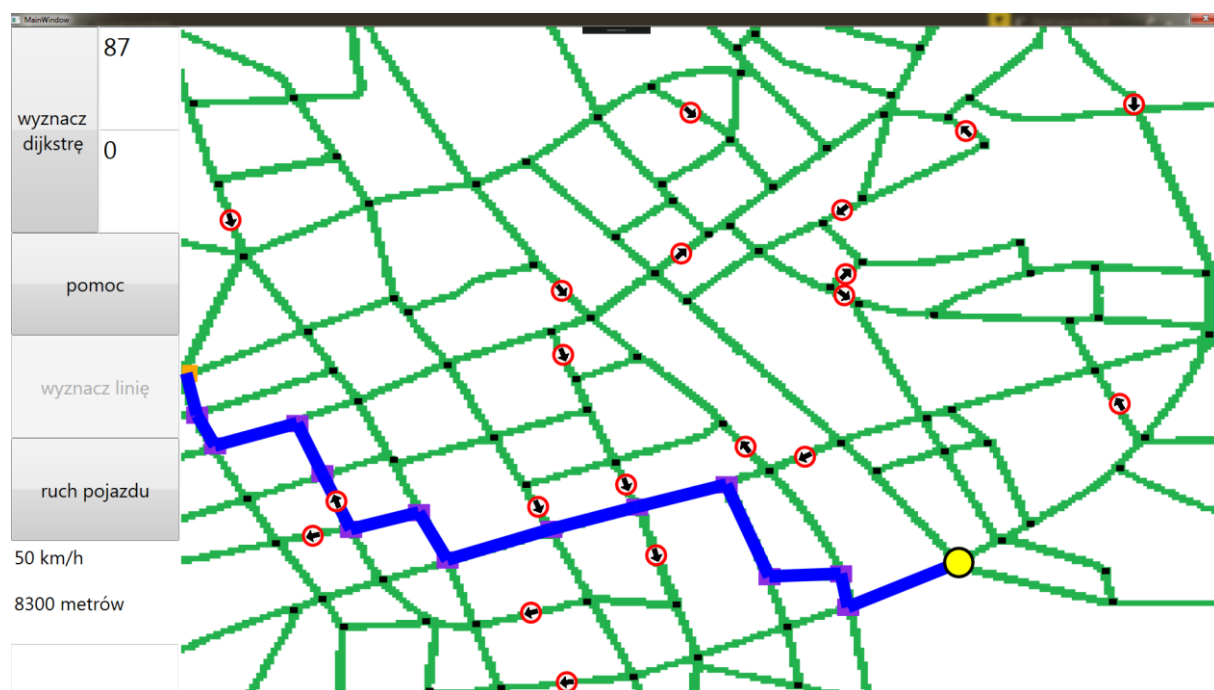 MainWindow
wyznacz
dijkstrę
87
0
pomoc
wyznacz linię
ruch pojazdu
50 km/h
8300 metrów